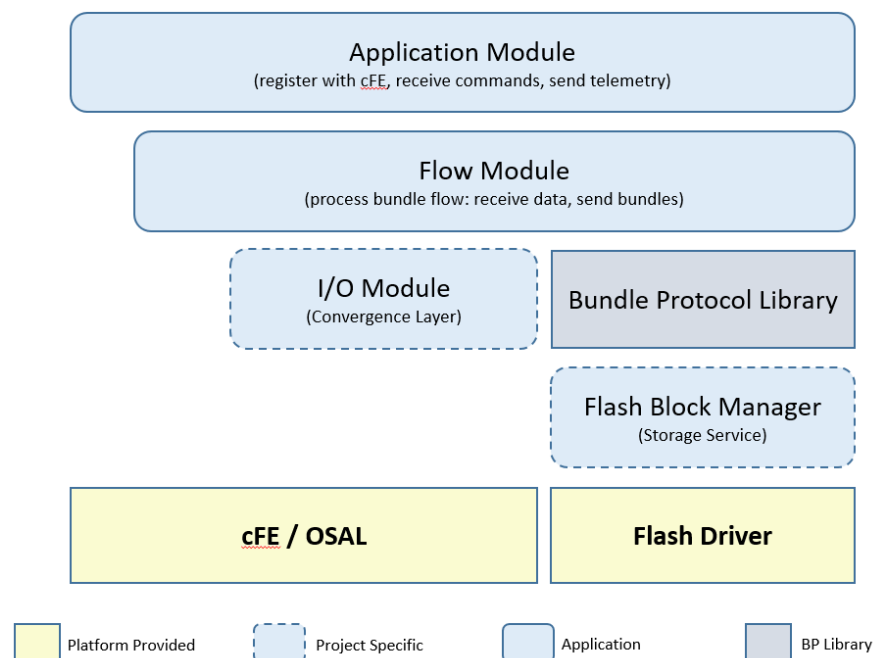 Application Module
(register with cFE, receive commands, send telemetry)
Flow Module
(process bundle flow: receive data, send bundles)
I/O Module
(Convergence Layer)
Bundle Protocol Library
Flash Block Manager
(Storage Service)
cFE / OSAL
Flash Driver
Platform Provided
Project Specific
Application
BP Library